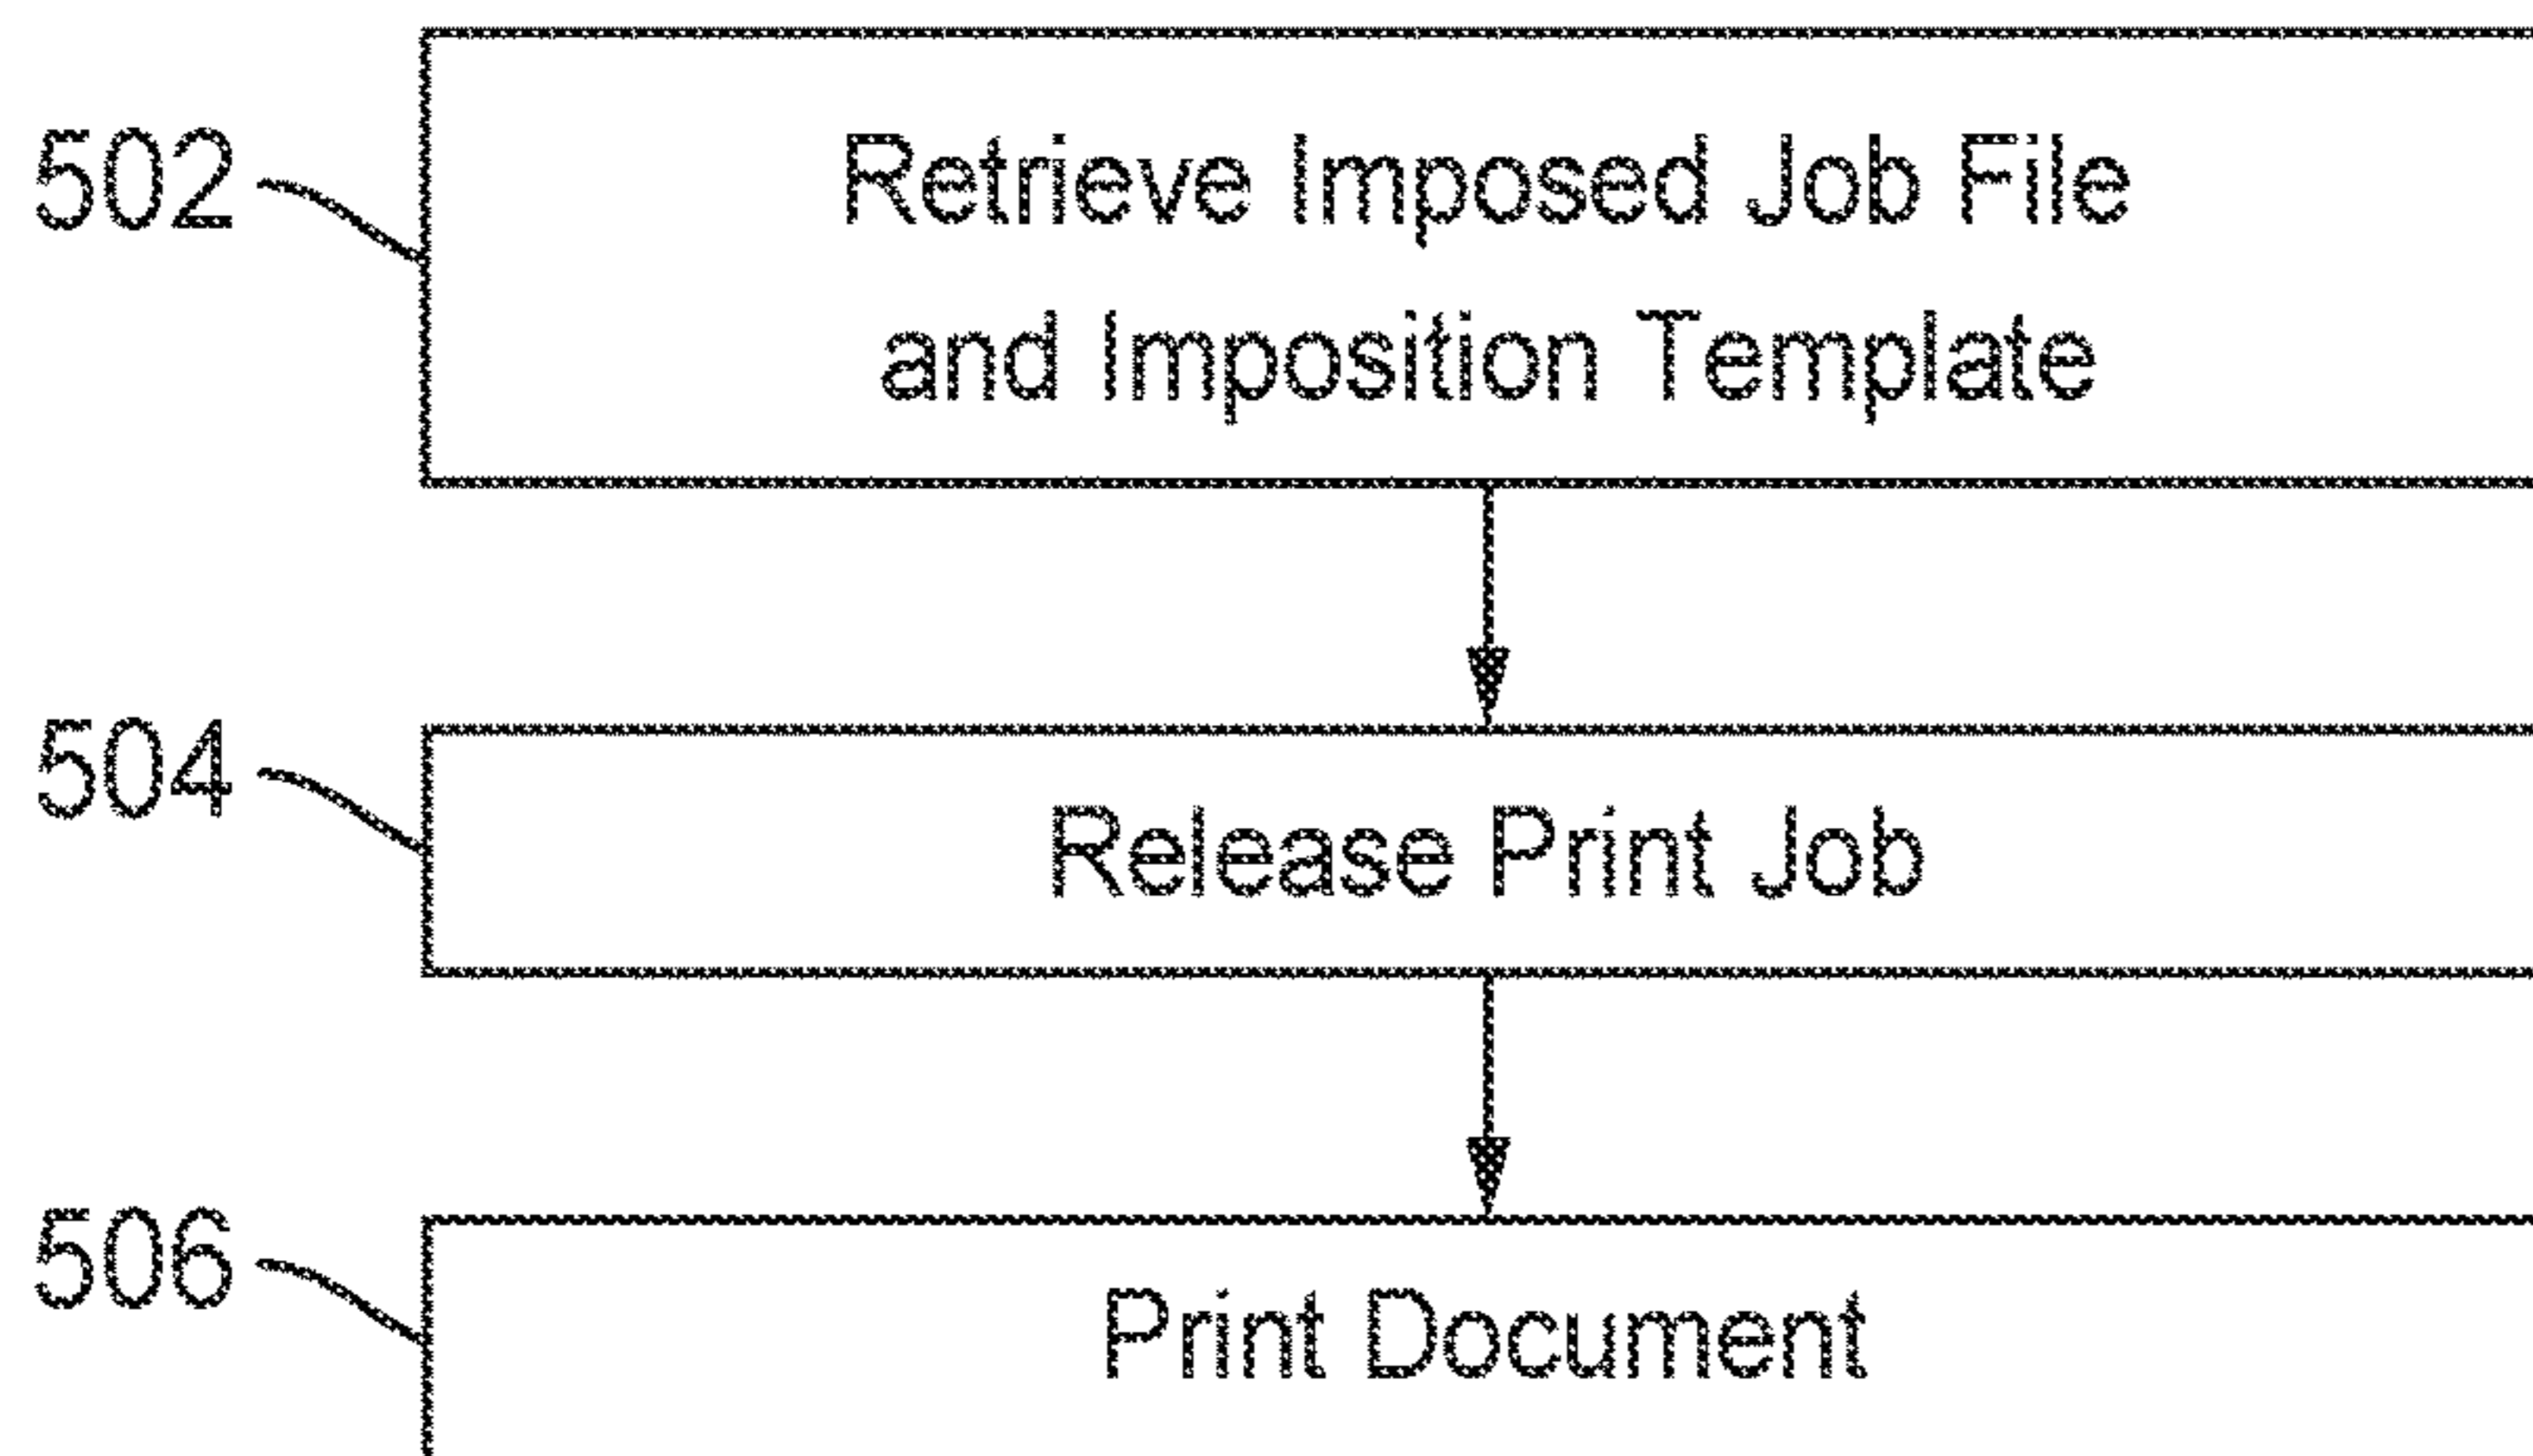 502
Retrieve Imposed Job File
and Imposition Template
504
Release Print Job
506
Print Document